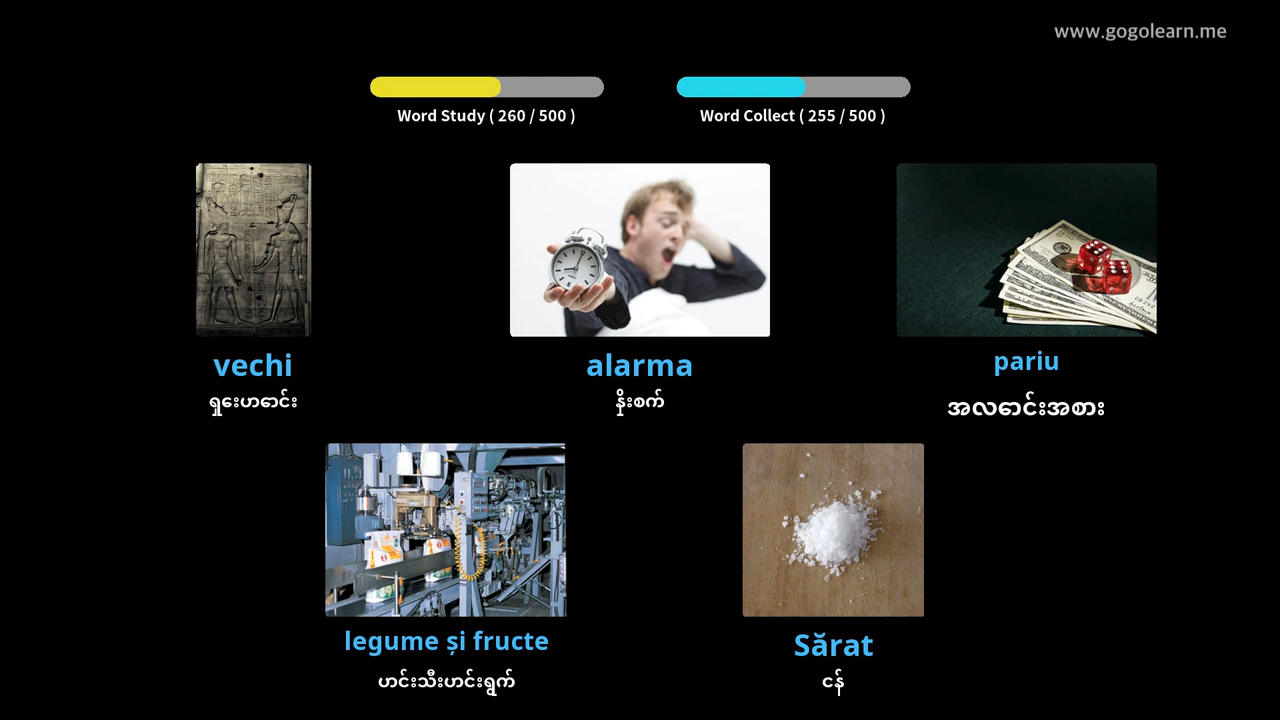 www.gogolearn.me
Word Study ( 260 / 500 )
Word Collect ( 255 / 500 )
vechi
ရှေးဟောင်း
alarma
နှိုးစက်
pariu
အလောင်းအစား
legume și fructe
ဟင်းသီးဟင်းရွက်
Sărat
ငန်